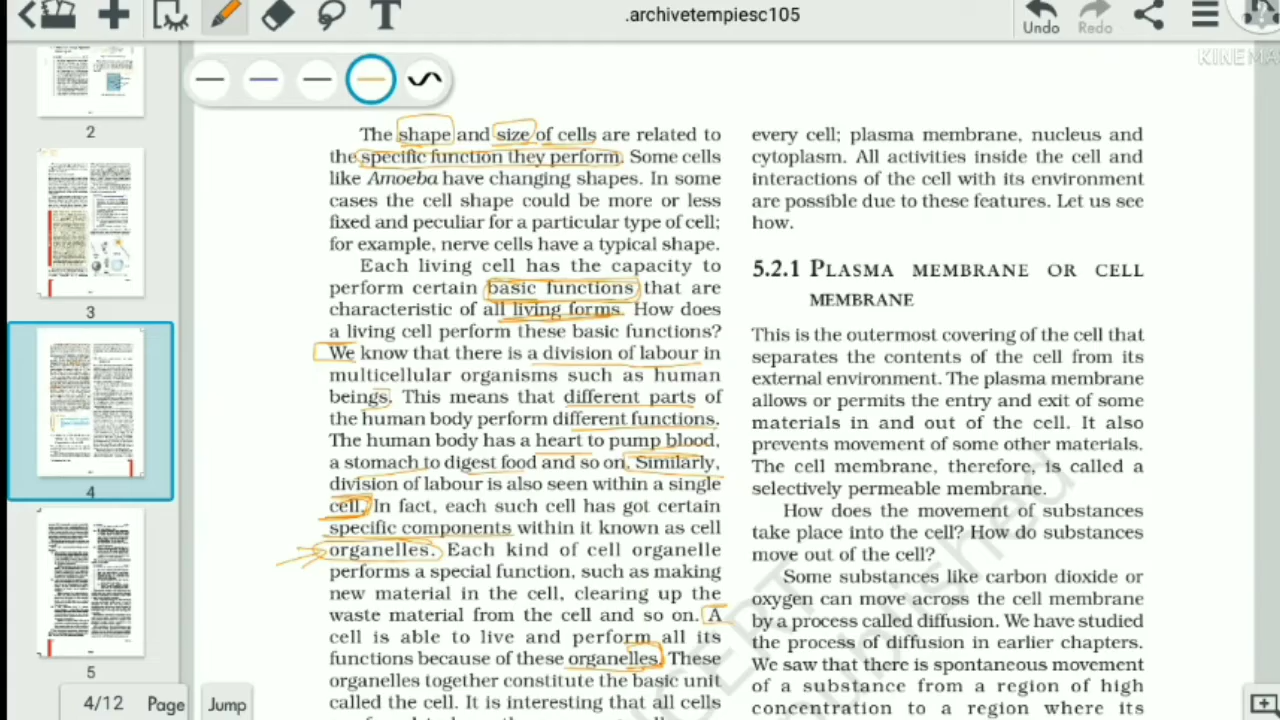 .archivetempiesc105
Undo
Redo
KINEMA
2
3
4
5
4/12 Page
Jump
The shape and size of cells are related to
the specific function they perform. Some cells
like Amoeba have changing shapes. In some
cases the cell shape could be more or less
fixed and peculiar for a particular type of cell;
for example, nerve cells have a typical shape.
Each living cell has the capacity to
perform certain basic functions that are
characteristic of all living forms. How does
a living cell perform these basic functions?
We know that there is a division of labour in
multicellular organisms such as human
beings. This means that different parts of
the human body perform different functions.
The human body has a heart to pump blood,
a stomach to digest food and so on. Similarly,
division of labour is also seen within a single
cell. In fact, each such cell has got certain
specific components within it known as cell
organelles. Each kind of cell organelle
performs a special function, such as making
new material in the cell, clearing up the
waste material from the cell and so on. A
cell is able to live and perform all its
functions because of these organelles. These
organelles together constitute the basic unit
called the cell. It is interesting that all cells
every cell; plasma membrane, nucleus and
cytoplasm. All activities inside the cell and
interactions of the cell with its environment
are possible due to these features. Let us see
how.
5.2.1 PLASMA MEMBRANE OR CELL
MEMBRANE
This is the outermost covering of the cell that
separates the contents of the cell from its
external environment. The plasma membrane
allows or permits the entry and exit of some
materials in and out of the cell. It also
prevents movement of some other materials.
The cell membrane, therefore, is called a
selectively permeable membrane.
How does the movement of substances
take place into the cell? How do substances
move out of the cell?
Some substances like carbon dioxide or
oxygen can move across the cell membrane
by a process called diffusion. We have studied
the process of diffusion in earlier chapters.
We saw that there is spontaneous movement
of a substance from a region of high
concentration to a region where its